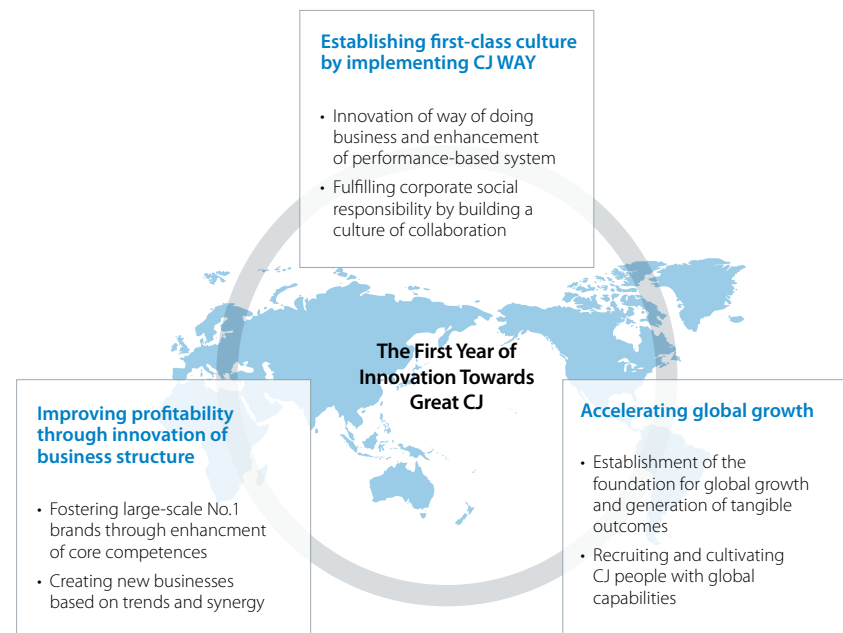 Establishing first-class culture
by implementing CJ WAY
• Innovation of way of doing
business and enhancement
of performance-based system
• Fulfilling corporate social
responsibility by building a
culture of collaboration
The First Year of
Innovation Towards
Great CJ
Improving profitability
through innovation of
business structure
• Fostering large-scale No.1
brands through enhancment
of core competences
• Creating new businesses
based on trends and synergy
Accelerating global growth
• Establishment of the
foundation for global growth
and generation of tangible
outcomes
• Recruiting and cultivating
CJ people with global
capabilities